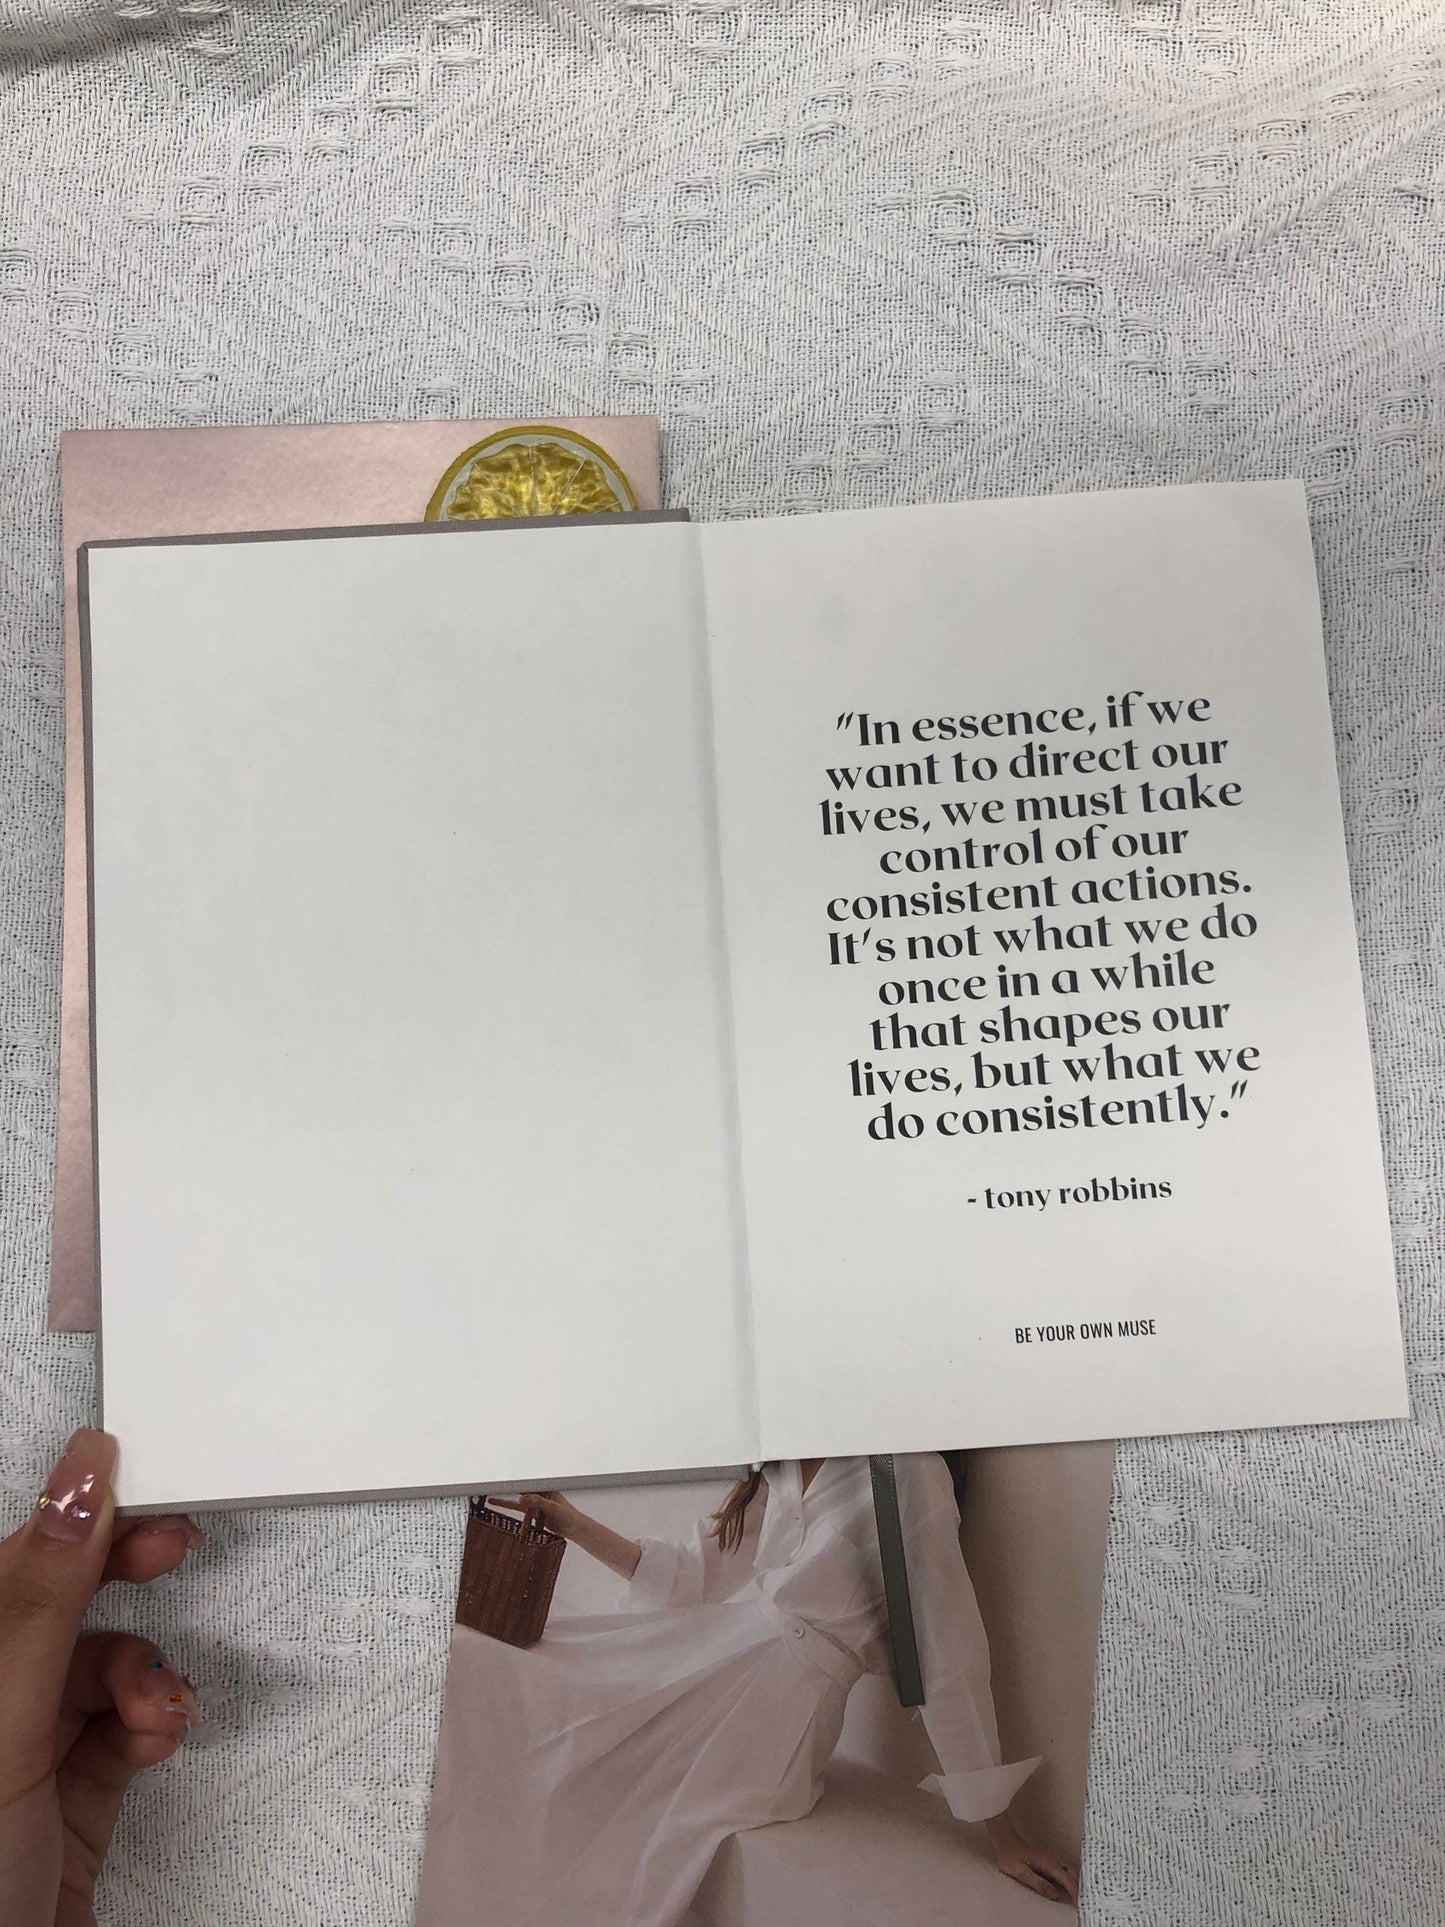 "In essence, if we
want to direct our
lives, we must take
control of our
consistent actions.
It's not what we do
once in a while
that shapes our
lives, but what we
do consistently."
- tony robbins
BE YOUR OWN MUSE